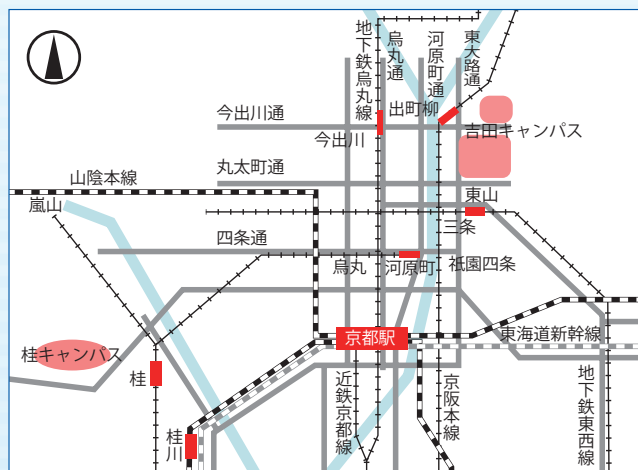 地下鉄烏丸線
烏丸通
河原町通
東大路通
今出川通
出町柳
今出川
吉田キャンパス
丸太町通
山陰本線
東山
嵐山
三条
四条通
烏丸
河原町
祇園四条
京都駅
東海道新幹線
桂キャンパス
桂
近鉄京都線
京阪本線
地下鉄東西線
桂川